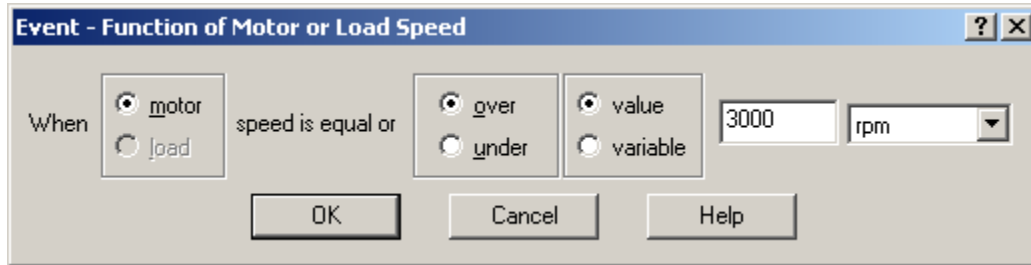 Event - Function of Motor or Load Speed
When motor speed is equal or over value 3000 rpm
load under variable
OK Cancel Help